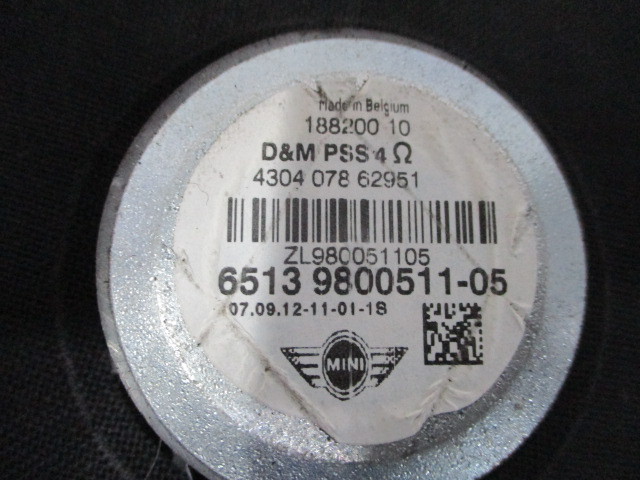 Made in Belgium
188200 10
D&M PSS 4 Ω
4304 078 62951
ZL980051105
6513 9800511-05
07.09.12-11-01-1S
MINI